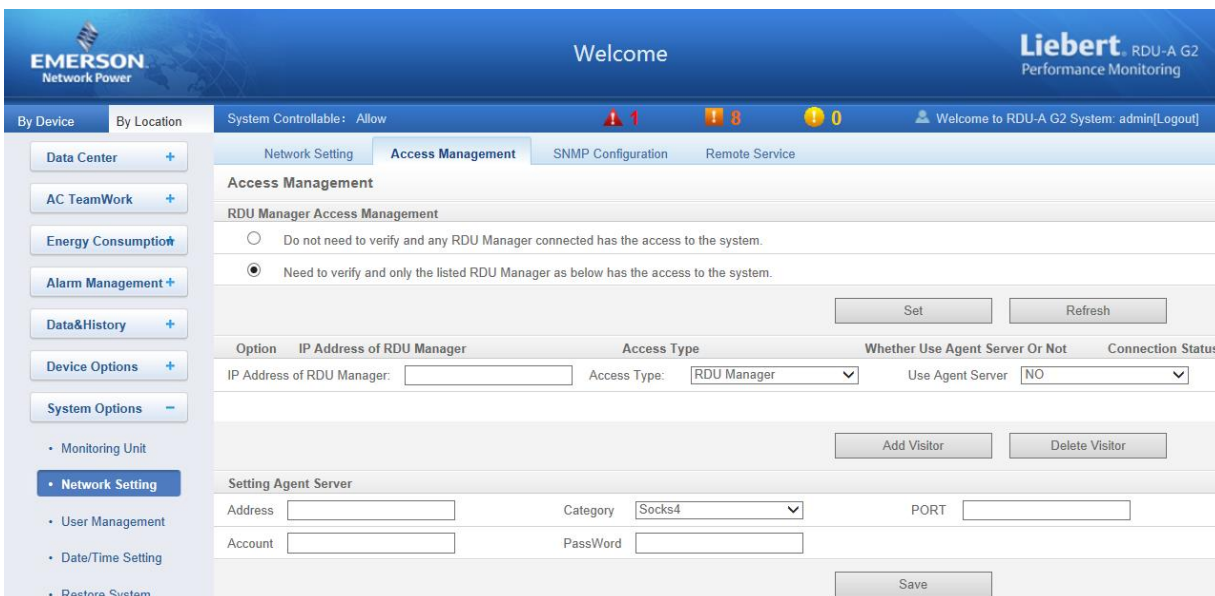 EMERSON.
Network Power
Welcome
Liebert. RDU-A G2
Performance Monitoring
By Device By Location
System Controllable: Allow 1 8 0 Welcome to RDU-A G2 System: admin[Logout]
Data Center +
AC TeamWork +
Energy Consumption +
Alarm Management +
Data&History +
Device Options +
System Options −
• Monitoring Unit
• Network Setting
• User Management
• Date/Time Setting
• Restore System
Network Setting Access Management SNMP Configuration Remote Service
Access Management
RDU Manager Access Management
Do not need to verify and any RDU Manager connected has the access to the system.
Need to verify and only the listed RDU Manager as below has the access to the system.
Set Refresh
Option IP Address of RDU Manager Access Type Whether Use Agent Server Or Not Connection Status
IP Address of RDU Manager: Access Type: RDU Manager Use Agent Server NO
Add Visitor Delete Visitor
Setting Agent Server
Address Category Socks4 PORT
Account PassWord
Save